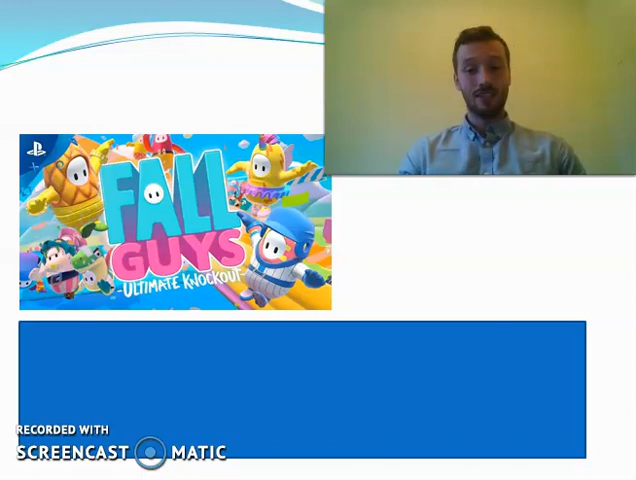 FALL
GUYS
-ULTIMATE KNOCKOUT-
RECORDED WITH
SCREENCAST MATIC